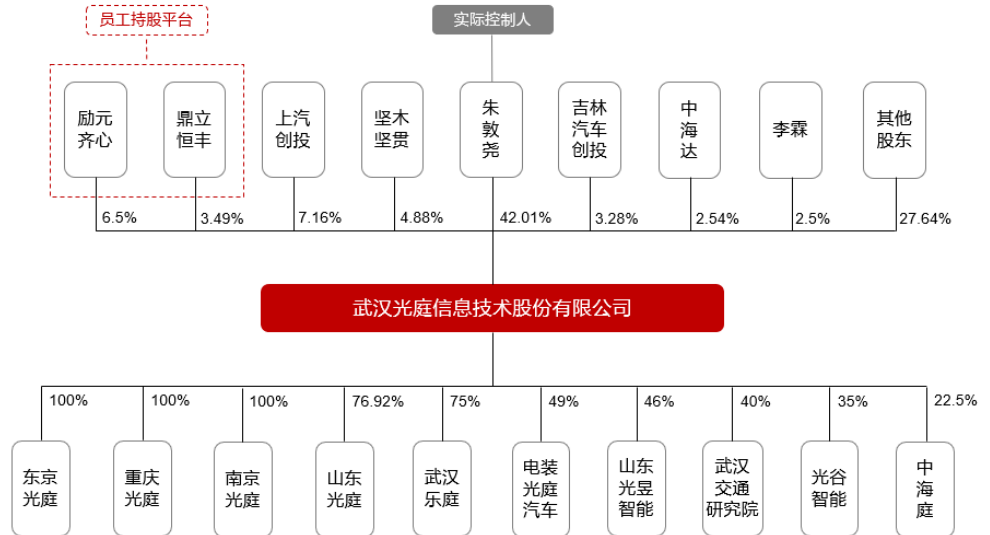 员工持股平台
实际控制人
励元
齐心
鼎立
恒丰
上汽
创投
坚木
坚贯
朱
敦
尧
吉林
汽车
创投
中
海
达
李霖
其他
股东
6.5%
3.49%
7.16%
4.88%
42.01%
3.28%
2.54%
2.5%
27.64%
武汉光庭信息技术股份有限公司
100%
100%
100%
76.92%
75%
49%
46%
40%
35%
22.5%
东京
光庭
重庆
光庭
南京
光庭
山东
光庭
武汉
乐庭
电装
光庭
汽车
山东
光昱
智能
武汉
交通
研究院
光谷
智能
中
海
庭